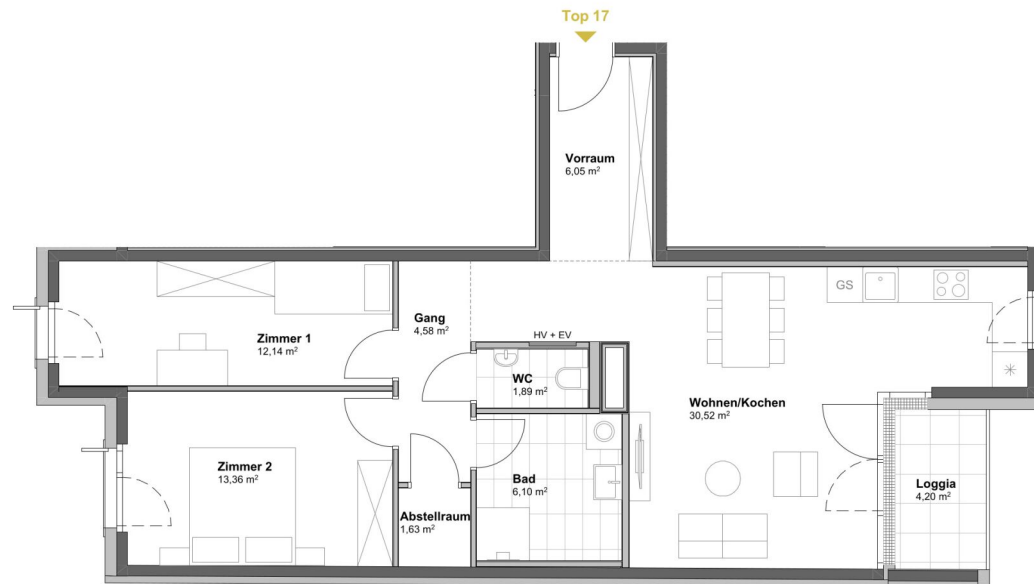 Top 17
Vorraum
6,05 m²
Gang
4,58 m²
Zimmer 1
12,14 m²
HV + EV
GS
WC
1,89 m²
Wohnen/Kochen
30,52 m²
Zimmer 2
13,36 m²
Bad
6,10 m²
Loggia
4,20 m²
Abstellraum
1,63 m²